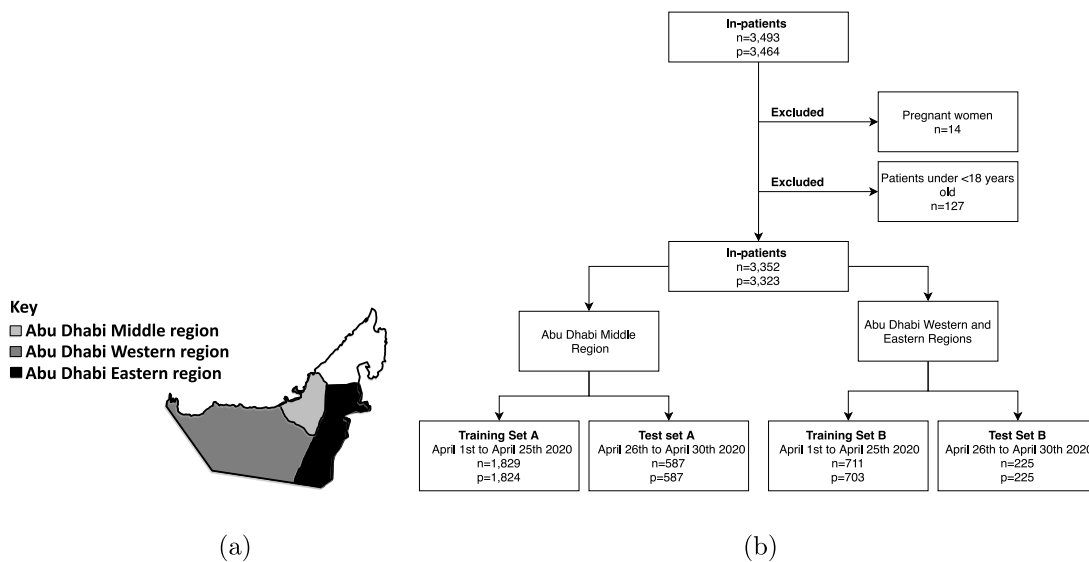 Key
Abu Dhabi Middle region
Abu Dhabi Western region
Abu Dhabi Eastern region
(a)
In-patients
n=3,493
p=3,464
Excluded
Pregnant women
n=14
Excluded
Patients under <18 years
old
n=127
In-patients
n=3,352
p=3,323
Abu Dhabi Middle
Region
Abu Dhabi Western and
Eastern Regions
Training Set A
April 1st to April 25th 2020
n=1,829
p=1,824
Test set A
April 26th to April 30th 2020
n=587
p=587
Training Set B
April 1st to April 25th 2020
n=711
p=703
Test Set B
April 26th to April 30th 2020
n=225
p=225
(b)